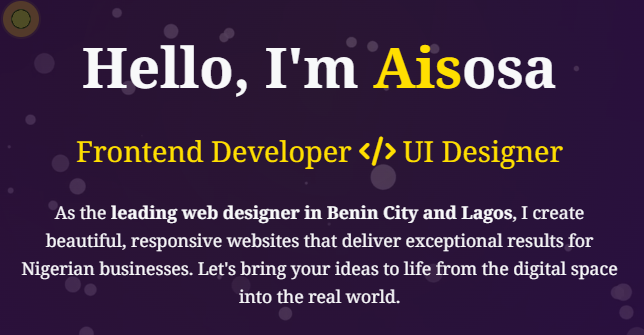 Hello, I'm Aisosa
Frontend Developer </> UI Designer
As the leading web designer in Benin City and Lagos, I create
beautiful, responsive websites that deliver exceptional results for
Nigerian businesses. Let's bring your ideas to life from the digital space
into the real world.